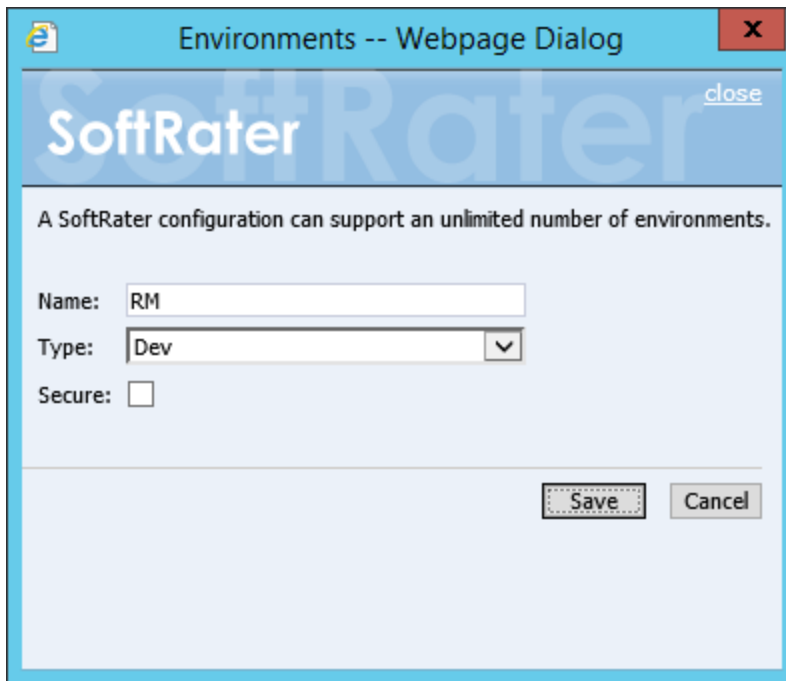 Environments -- Webpage Dialog
x
SoftRater
close
SoftRater
A SoftRater configuration can support an unlimited number of environments.
Name: RM
Type: Dev
Secure:
Save Cancel